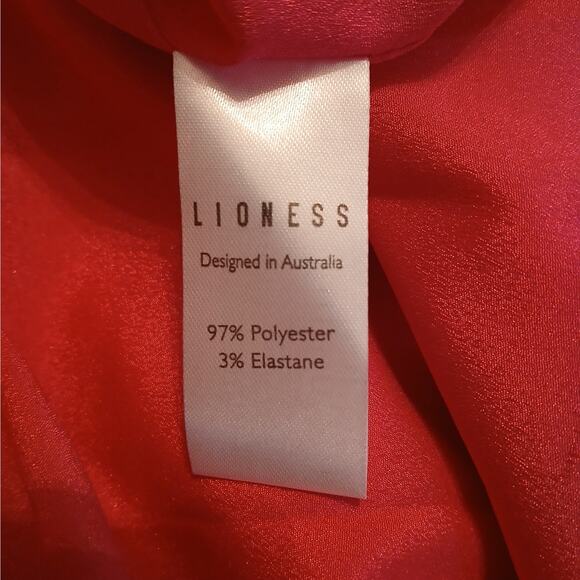 LIONESS
Designed in Australia
97% Polyester
3% Elastane